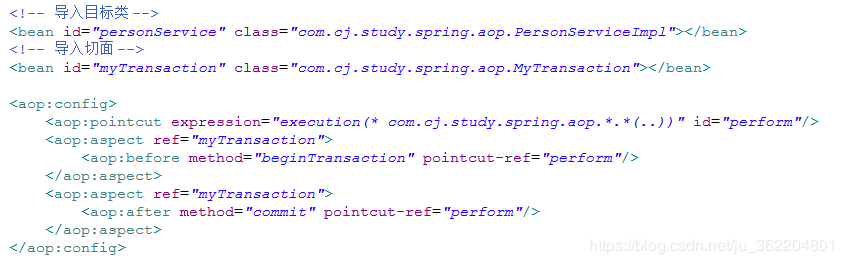 <!-- 导入目标类 -->
<bean id="personService" class="com.cj.study.spring.aop.PersonServiceImpl"></bean>
<!-- 导入切面 -->
<bean id="myTransaction" class="com.cj.study.spring.aop.MyTransaction"></bean>
<aop:config>
<aop:pointcut expression="execution(* com.cj.study.spring.aop.*.*(..))" id="perform"/>
<aop:aspect ref="myTransaction">
<aop:before method="beginTransaction" pointcut-ref="perform"/>
</aop:aspect>
<aop:aspect ref="myTransaction">
<aop:after method="commit" pointcut-ref="perform"/>
</aop:aspect>
</aop:config>
https://blog.csdn.net/ju_362204801